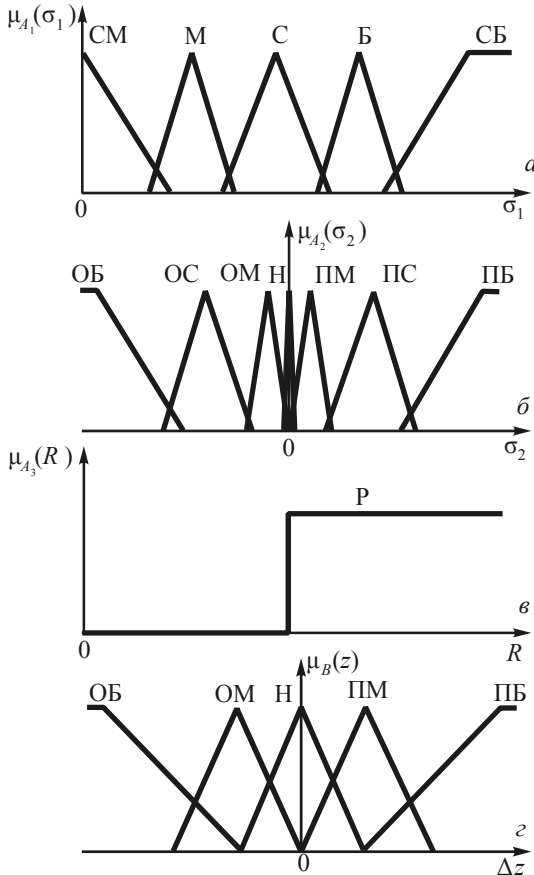 μA₁(σ₁)
СМ М С Б СБ
а
0 σ₁
μA₂(σ₂)
ОБ ОС ОМ Н ПМ ПС ПБ
б
0 σ₂
μA₃(R)
Р
в
0 R
μB(z)
ОБ ОМ Н ПМ ПБ
г
0 Δz